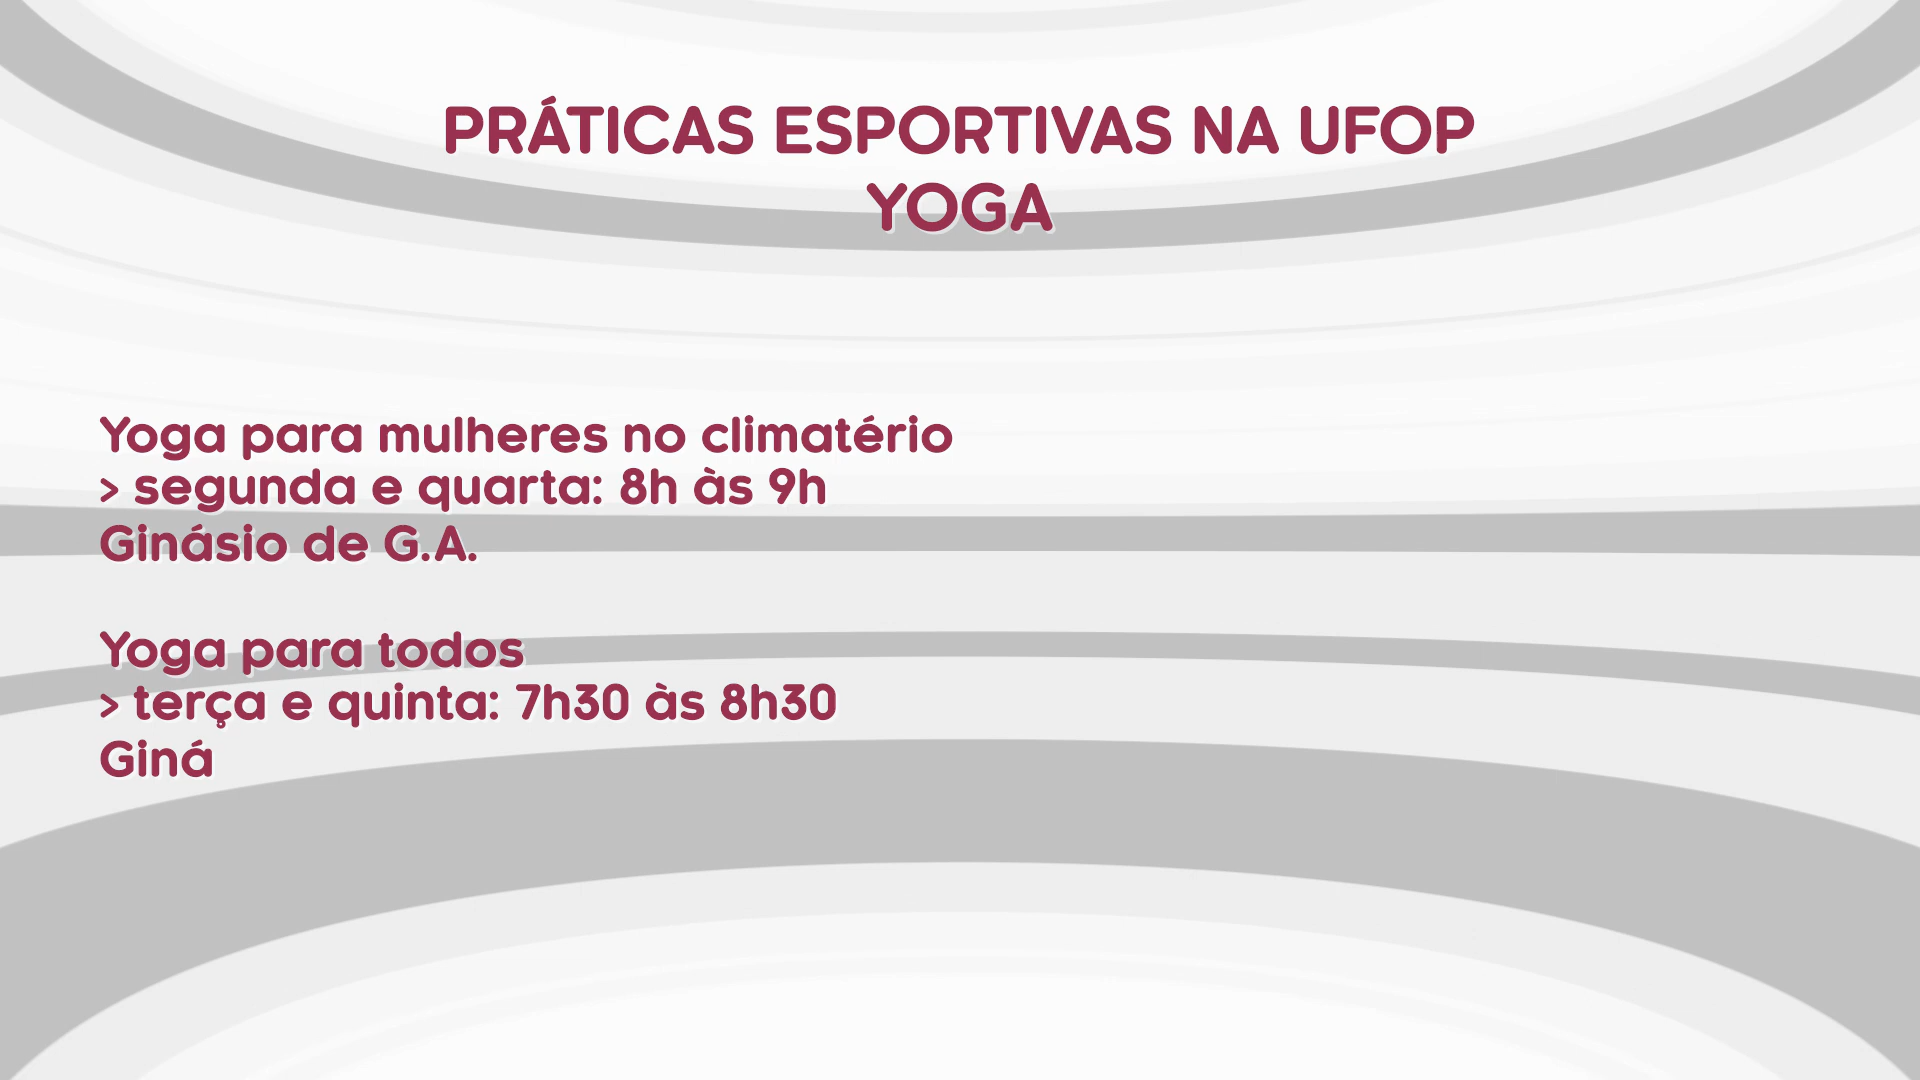 PRÁTICAS ESPORTIVAS NA UFOP
YOGA
Yoga para mulheres no climatério
> segunda e quarta: 8h às 9h
Ginásio de G.A.
Yoga para todos
> terça e quinta: 7h30 às 8h30
Giná